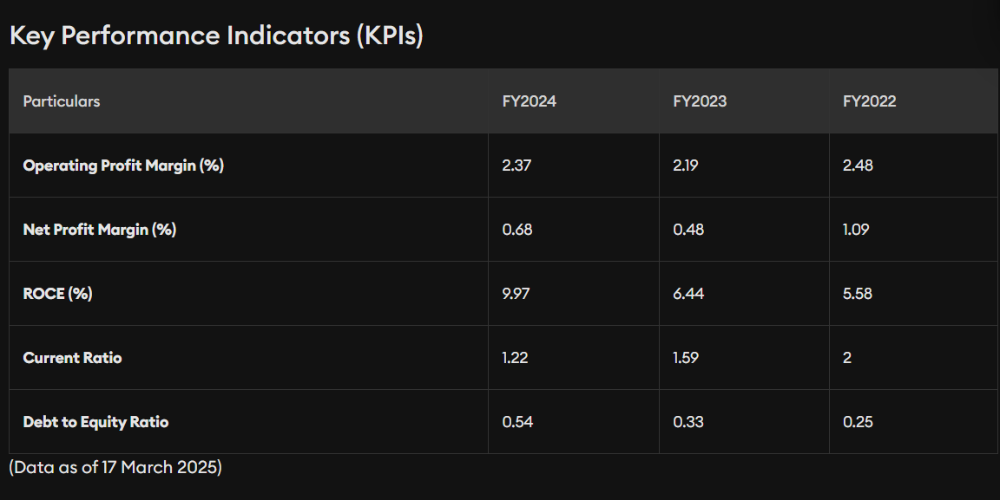 Key Performance Indicators (KPIs)
Particulars FY2024 FY2023 FY2022
Operating Profit Margin (%) 2.37 2.19 2.48
Net Profit Margin (%) 0.68 0.48 1.09
ROCE (%) 9.97 6.44 5.58
Current Ratio 1.22 1.59 2
Debt to Equity Ratio 0.54 0.33 0.25
(Data as of 17 March 2025)